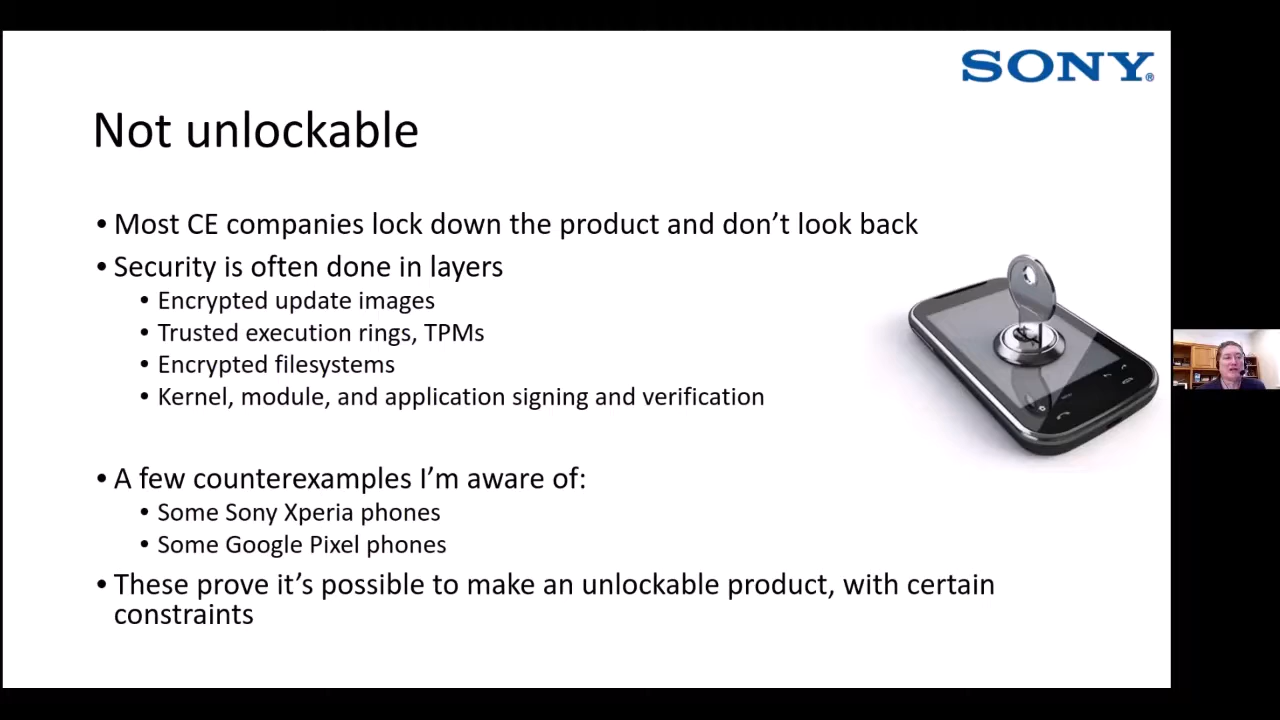 SONY®
Not unlockable
• Most CE companies lock down the product and don’t look back
• Security is often done in layers
• Encrypted update images
• Trusted execution rings, TPMs
• Encrypted filesystems
• Kernel, module, and application signing and verification
• A few counterexamples I’m aware of:
• Some Sony Xperia phones
• Some Google Pixel phones
• These prove it’s possible to make an unlockable product, with certain
constraints